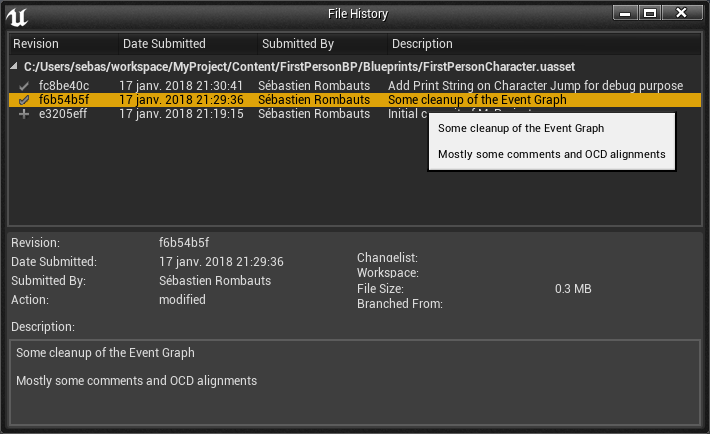 File History
Revision Date Submitted Submitted By Description
C:/Users/sebas/workspace/MyProject/Content/FirstPersonBP/Blueprints/FirstPersonCharacter.uasset
fc8be40c 17 janv. 2018 21:30:41 Sébastien Rombauts Add Print String on Character Jump for debug purpose
f6b54b5f 17 janv. 2018 21:29:36 Sébastien Rombauts Some cleanup of the Event Graph
e3205eff 17 janv. 2018 21:19:15 Sébastien Rombauts Initial
Some cleanup of the Event Graph
Mostly some comments and OCD alignments
Revision: f6b54b5f
Date Submitted: 17 janv. 2018 21:29:36
Submitted By: Sébastien Rombauts
Action: modified
Changelist:
Workspace:
File Size: 0.3 MB
Branched From:
Description:
Some cleanup of the Event Graph
Mostly some comments and OCD alignments